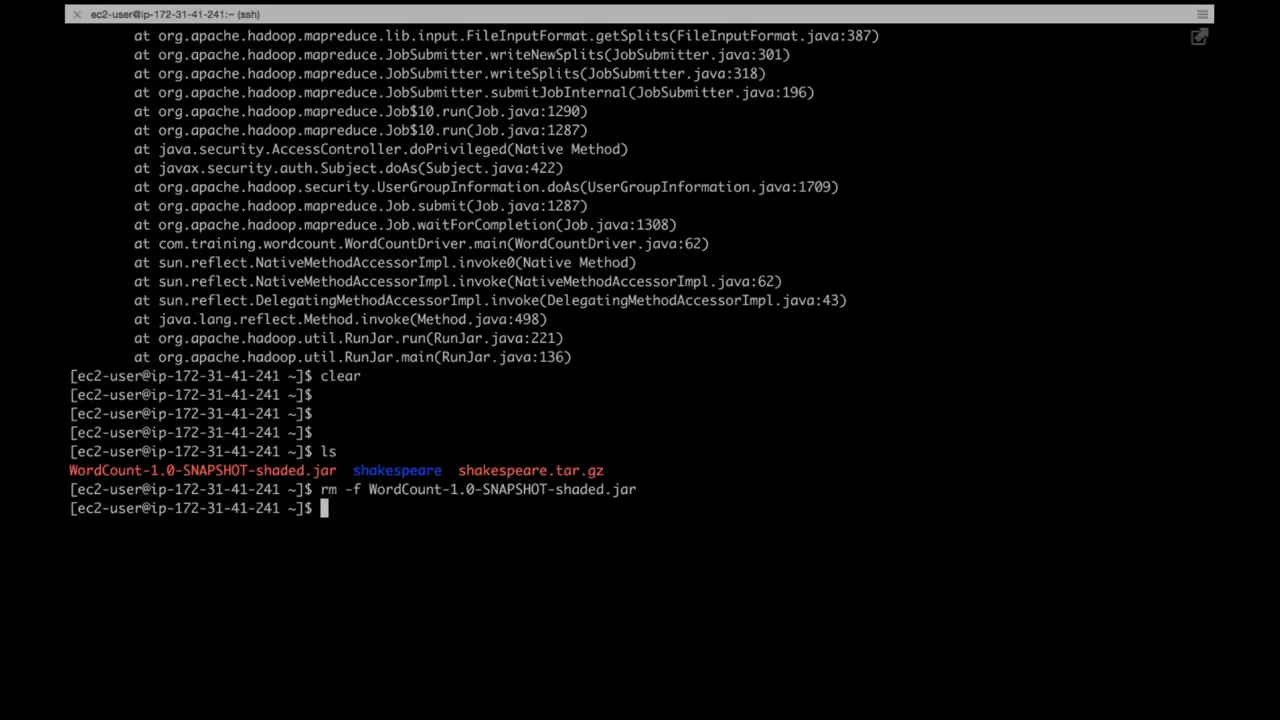 ec2-user@ip-172-31-41-241:~ (ssh)
at org.apache.hadoop.mapreduce.lib.input.FileInputFormat.getSplits(FileInputFormat.java:387)
at org.apache.hadoop.mapreduce.JobSubmitter.writeNewSplits(JobSubmitter.java:301)
at org.apache.hadoop.mapreduce.JobSubmitter.writeSplits(JobSubmitter.java:318)
at org.apache.hadoop.mapreduce.JobSubmitter.submitJobInternal(JobSubmitter.java:196)
at org.apache.hadoop.mapreduce.Job$10.run(Job.java:1290)
at org.apache.hadoop.mapreduce.Job$10.run(Job.java:1287)
at java.security.AccessController.doPrivileged(Native Method)
at javax.security.auth.Subject.doAs(Subject.java:422)
at org.apache.hadoop.security.UserGroupInformation.doAs(UserGroupInformation.java:1709)
at org.apache.hadoop.mapreduce.Job.submit(Job.java:1287)
at org.apache.hadoop.mapreduce.Job.waitForCompletion(Job.java:1308)
at com.training.wordcount.WordCountDriver.main(WordCountDriver.java:62)
at sun.reflect.NativeMethodAccessorImpl.invoke0(Native Method)
at sun.reflect.NativeMethodAccessorImpl.invoke(NativeMethodAccessorImpl.java:62)
at sun.reflect.DelegatingMethodAccessorImpl.invoke(DelegatingMethodAccessorImpl.java:43)
at java.lang.reflect.Method.invoke(Method.java:498)
at org.apache.hadoop.util.RunJar.run(RunJar.java:221)
at org.apache.hadoop.util.RunJar.main(RunJar.java:136)
[ec2-user@ip-172-31-41-241 ~]$ clear
[ec2-user@ip-172-31-41-241 ~]$
[ec2-user@ip-172-31-41-241 ~]$
[ec2-user@ip-172-31-41-241 ~]$
[ec2-user@ip-172-31-41-241 ~]$ ls
WordCount-1.0-SNAPSHOT-shaded.jar  shakespeare  shakespeare.tar.gz
[ec2-user@ip-172-31-41-241 ~]$ rm -f WordCount-1.0-SNAPSHOT-shaded.jar
[ec2-user@ip-172-31-41-241 ~]$